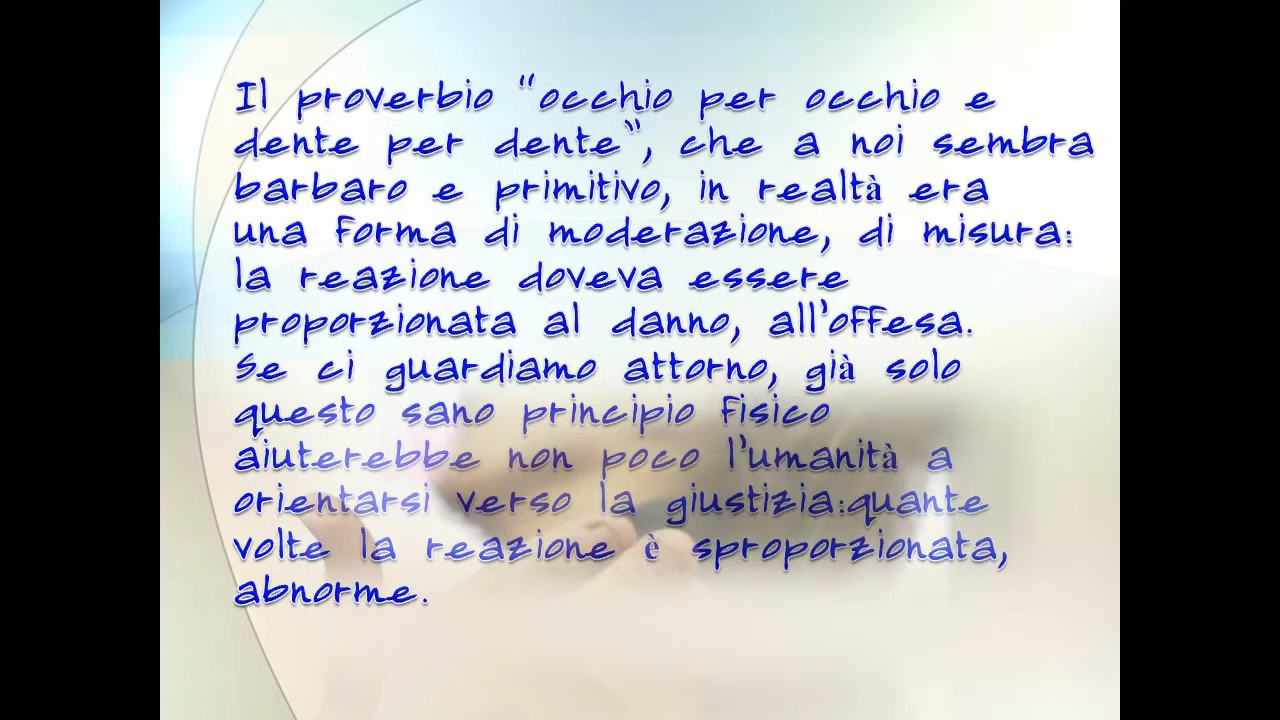 Il proverbio "occhio per occhio e
dente per dente", che a noi sembra
barbaro e primitivo, in realtà era
una forma di moderazione, di misura:
la reazione doveva essere
proporzionata al danno, all'offesa.
Se ci guardiamo attorno, già solo
questo sano principio fisico
aiuterebbe non poco l'umanità a
orientarsi verso la giustizia:quante
volte la reazione è sproporzionata,
abnorme.